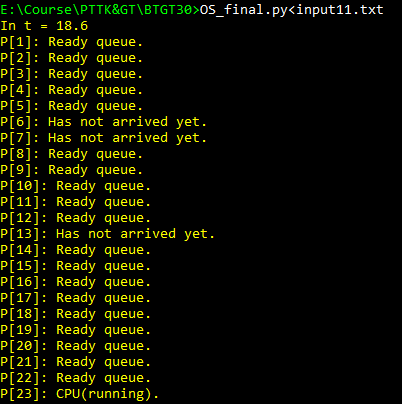 E:\Course\PTTK&GT\BTGT30>OS_final.py<input11.txt
In t = 18.6
P[1]: Ready queue.
P[2]: Ready queue.
P[3]: Ready queue.
P[4]: Ready queue.
P[5]: Ready queue.
P[6]: Has not arrived yet.
P[7]: Has not arrived yet.
P[8]: Ready queue.
P[9]: Ready queue.
P[10]: Ready queue.
P[11]: Ready queue.
P[12]: Ready queue.
P[13]: Has not arrived yet.
P[14]: Ready queue.
P[15]: Ready queue.
P[16]: Ready queue.
P[17]: Ready queue.
P[18]: Ready queue.
P[19]: Ready queue.
P[20]: Ready queue.
P[21]: Ready queue.
P[22]: Ready queue.
P[23]: CPU(running).